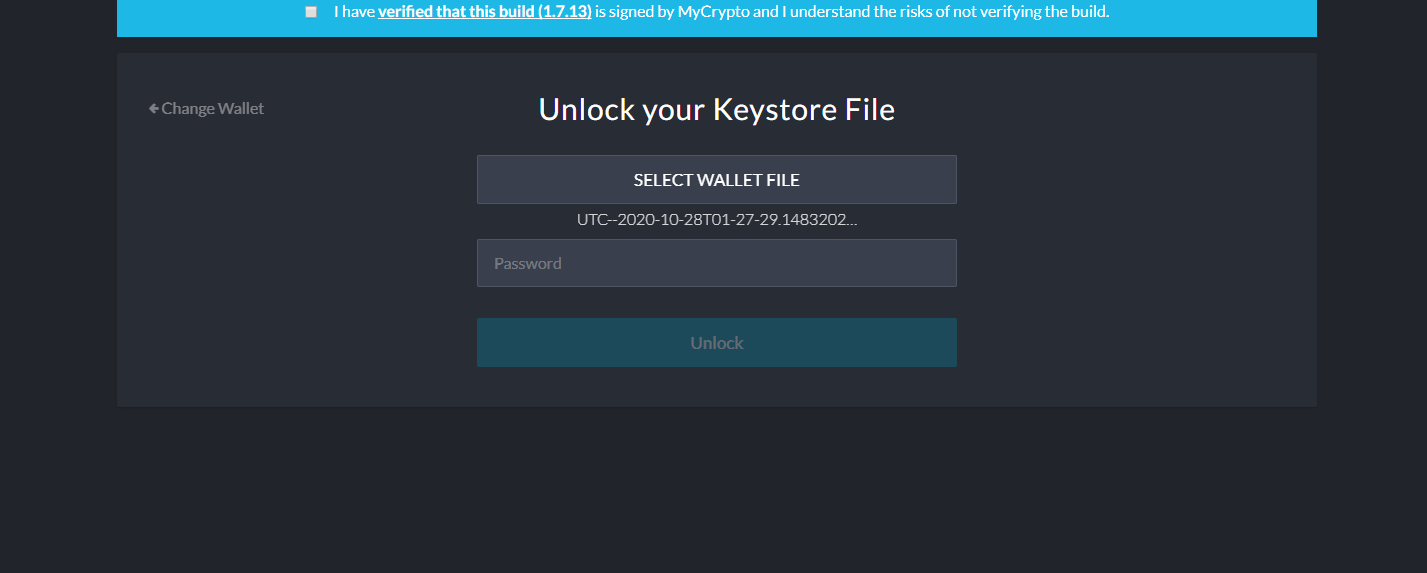 I have verified that this build (1.7.13) is signed by MyCrypto and I understand the risks of not verifying the build.
Change Wallet
Unlock your Keystore File
SELECT WALLET FILE
UTC--2020-10-28T01-27-29.1483202...
Password
Unlock